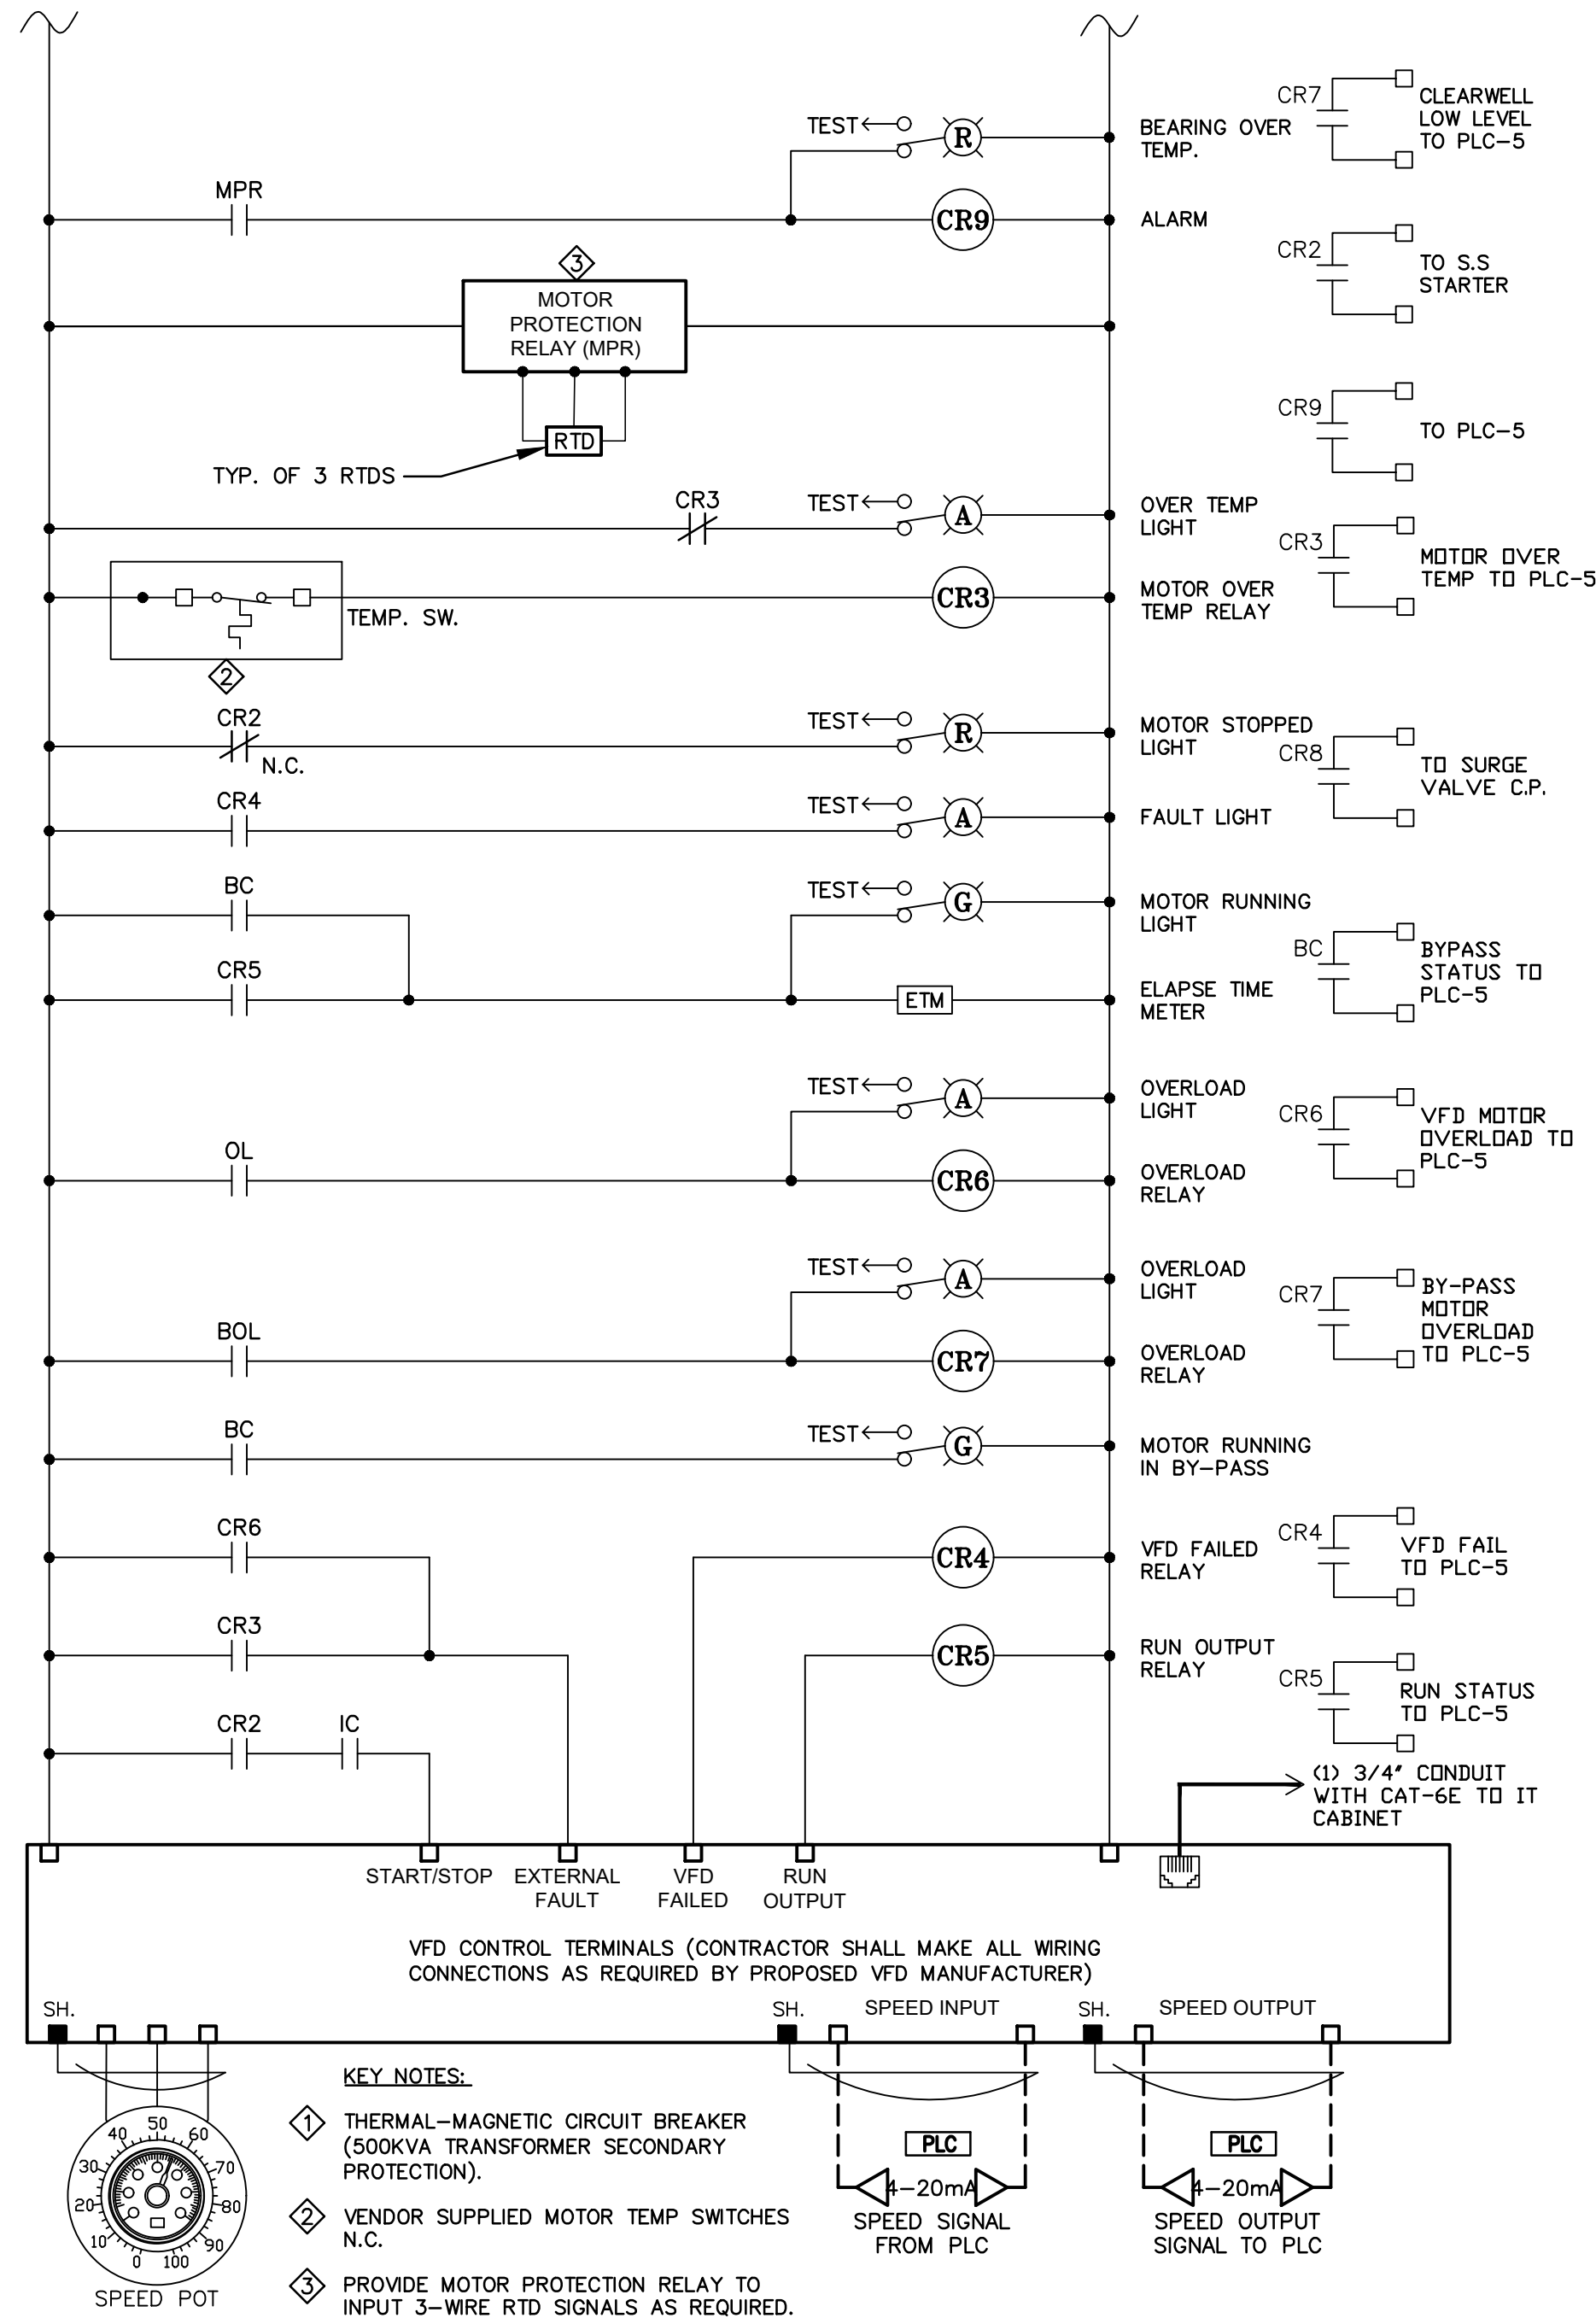 TEST
R
BEARING OVER
TEMP.
CR7
CLEARWELL
LOW LEVEL
TO PLC-5
MPR
CR9
ALARM
CR2
TO S.S
STARTER
3
MOTOR
PROTECTION
RELAY (MPR)
RTD
TYP. OF 3 RTDS
CR9
TO PLC-5
CR3
TEST
A
OVER TEMP
LIGHT
CR3
MOTOR OVER
TEMP TO PLC-5
TEMP. SW.
2
CR3
MOTOR OVER
TEMP RELAY
CR2
N.C.
TEST
R
MOTOR STOPPED
LIGHT
CR8
TO SURGE
VALVE C.P.
CR4
TEST
A
FAULT LIGHT
BC
TEST
G
MOTOR RUNNING
LIGHT
BC
BYPASS
STATUS TO
PLC-5
CR5
ETM
ELAPSE TIME
METER
TEST
A
OVERLOAD
LIGHT
CR6
VFD MOTOR
OVERLOAD TO
PLC-5
OL
CR6
OVERLOAD
RELAY
TEST
A
OVERLOAD
LIGHT
CR7
BY-PASS
MOTOR
OVERLOAD
TO PLC-5
BOL
CR7
OVERLOAD
RELAY
BC
TEST
G
MOTOR RUNNING
IN BY-PASS
CR6
CR4
VFD FAILED
RELAY
CR4
VFD FAIL
TO PLC-5
CR3
CR5
RUN OUTPUT
RELAY
CR5
RUN STATUS
TO PLC-5
CR2
IC
(1) 3/4" CONDUIT
WITH CAT-6E TO IT
CABINET
START/STOP
EXTERNAL
FAULT
VFD
FAILED
RUN
OUTPUT
VFD CONTROL TERMINALS (CONTRACTOR SHALL MAKE ALL WIRING
CONNECTIONS AS REQUIRED BY PROPOSED VFD MANUFACTURER)
SH.
SH.
SPEED INPUT
SH.
SPEED OUTPUT
0
10
20
30
40
50
60
70
80
90
100
SPEED POT
KEY NOTES:
1
THERMAL-MAGNETIC CIRCUIT BREAKER
(500KVA TRANSFORMER SECONDARY
PROTECTION).
2
VENDOR SUPPLIED MOTOR TEMP SWITCHES
N.C.
3
PROVIDE MOTOR PROTECTION RELAY TO
INPUT 3-WIRE RTD SIGNALS AS REQUIRED.
PLC
4-20mA
SPEED SIGNAL
FROM PLC
PLC
4-20mA
SPEED OUTPUT
SIGNAL TO PLC